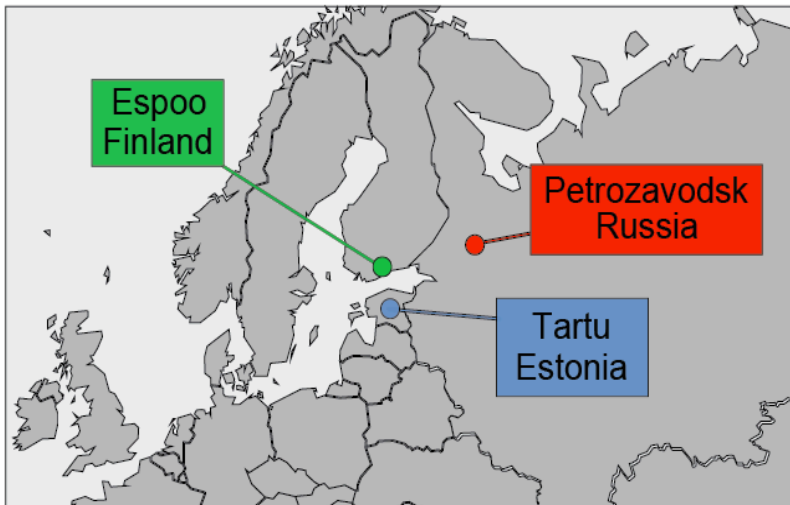 Espoo
Finland
Petrozavodsk
Russia
Tartu
Estonia